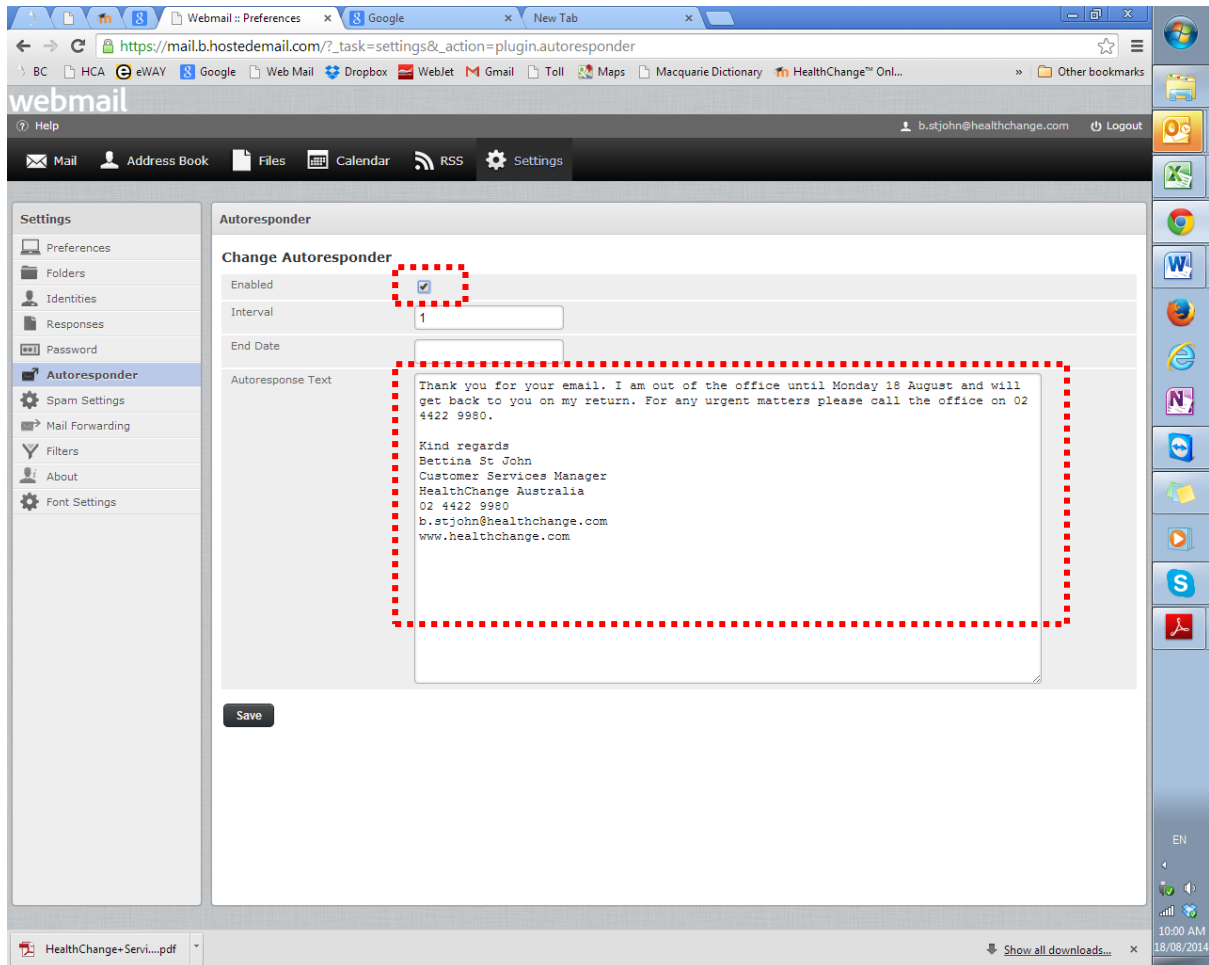 Webmail :: Preferences
Google
New Tab
https://mail.b.hostedemail.com/?_task=settings&_action=plugin.autoresponder
BC HCA eWAY Google Web Mail Dropbox WebJet Gmail Toll Maps Macquarie Dictionary HealthChange™ Onl... » Other bookmarks
webmail
Help
b.stjohn@healthchange.com Logout
Mail Address Book Files Calendar RSS Settings
Settings
Preferences
Folders
Identities
Responses
Password
Autoresponder
Spam Settings
Mail Forwarding
Filters
About
Font Settings
Autoresponder
Change Autoresponder
Enabled
Interval 1
End Date
Autoresponse Text
Thank you for your email. I am out of the office until Monday 18 August and will
get back to you on my return. For any urgent matters please call the office on 02
4422 9980.
Kind regards
Bettina St John
Customer Services Manager
HealthChange Australia
02 4422 9980
b.stjohn@healthchange.com
www.healthchange.com
Save
HealthChange+Servi....pdf
Show all downloads...
EN
10:00 AM
18/08/2014